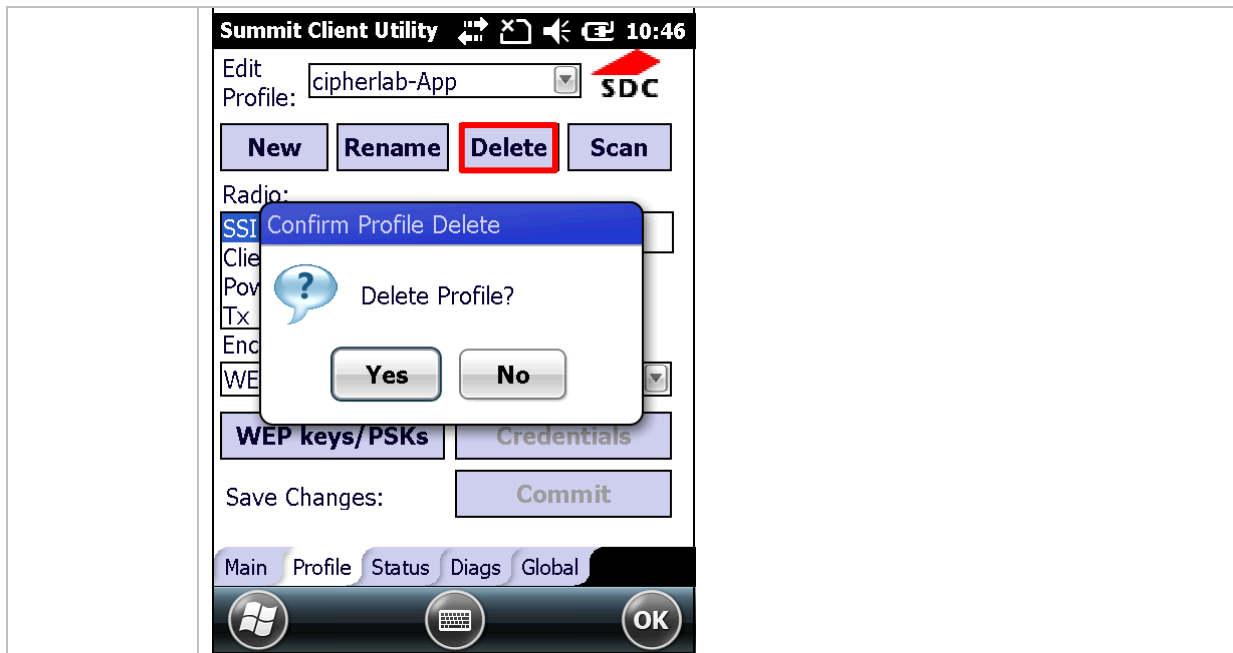 Summit Client Utility 10:46
Edit
Profile:
cipherlab-App
SDC
New Rename Delete Scan
Radio:
SSI
Confirm Profile Delete
Clie
Pow
Delete Profile?
Tx
Enc
WE
Yes No
WEP keys/PSKs Credentials
Save Changes: Commit
Main Profile Status Diags Global
OK